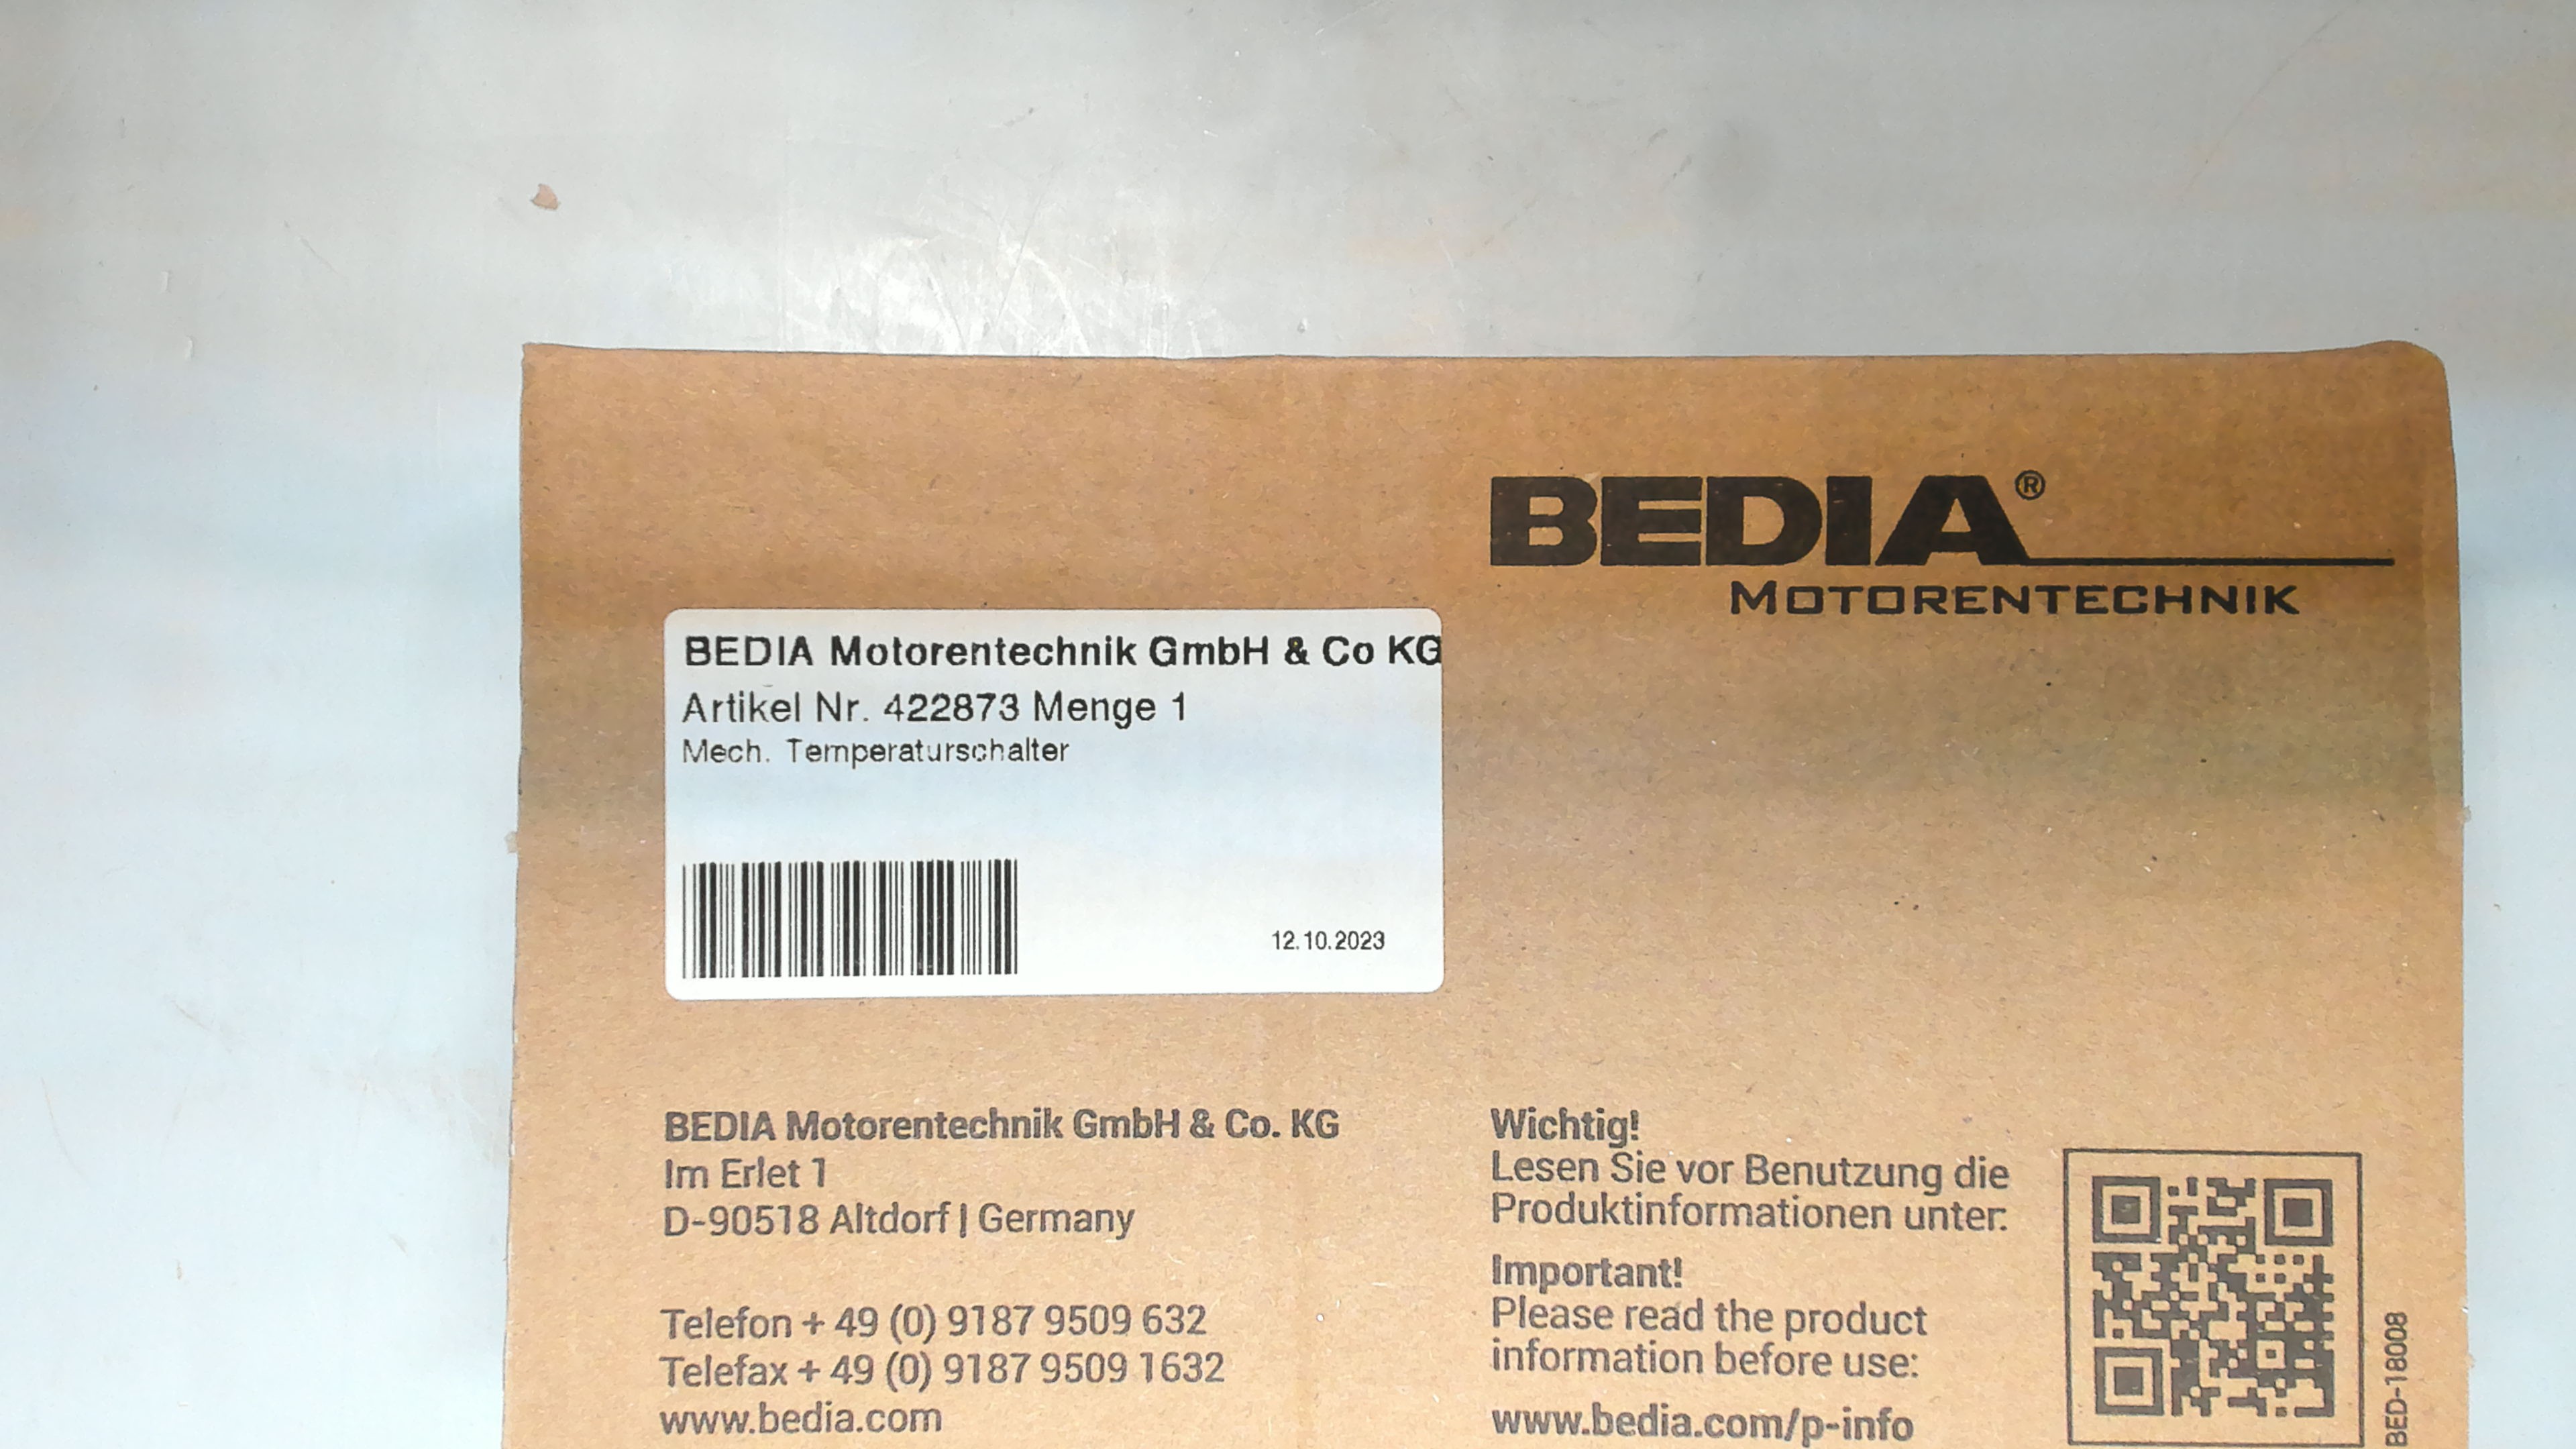 BEDIA®
MOTORENTECHNIK
BEDIA Motorentechnik GmbH & Co KG
Artikel Nr. 422873 Menge 1
Mech. Temperaturschalter
12.10.2023
BEDIA Motorentechnik GmbH & Co. KG
Im Erlet 1
D-90518 Altdorf | Germany
Telefon + 49 (0) 9187 9509 632
Telefax + 49 (0) 9187 9509 1632
www.bedia.com
Wichtig!
Lesen Sie vor Benutzung die
Produktinformationen unter:
Important!
Please read the product
information before use:
www.bedia.com/p-info
BED-18008